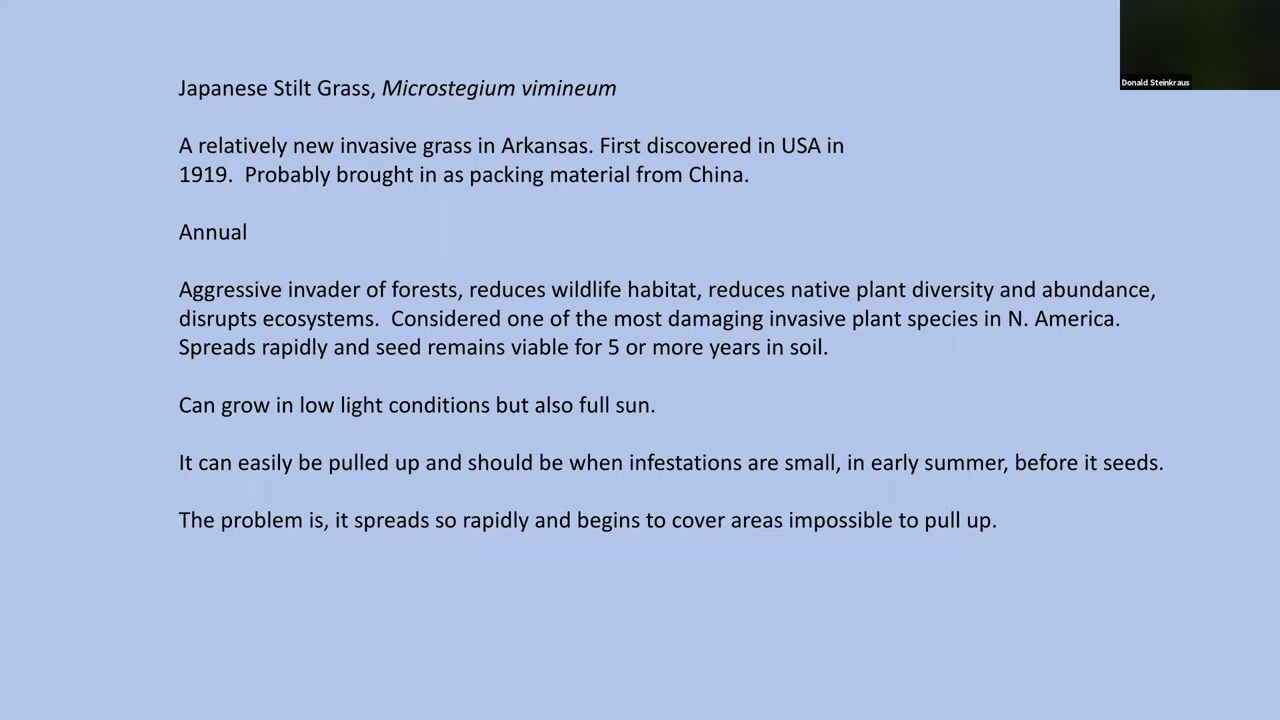 Donald Steinkraus
Japanese Stilt Grass, Microstegium vimineum
A relatively new invasive grass in Arkansas. First discovered in USA in
1919.  Probably brought in as packing material from China.
Annual
Aggressive invader of forests, reduces wildlife habitat, reduces native plant diversity and abundance,
disrupts ecosystems.  Considered one of the most damaging invasive plant species in N. America.
Spreads rapidly and seed remains viable for 5 or more years in soil.
Can grow in low light conditions but also full sun.
It can easily be pulled up and should be when infestations are small, in early summer, before it seeds.
The problem is, it spreads so rapidly and begins to cover areas impossible to pull up.